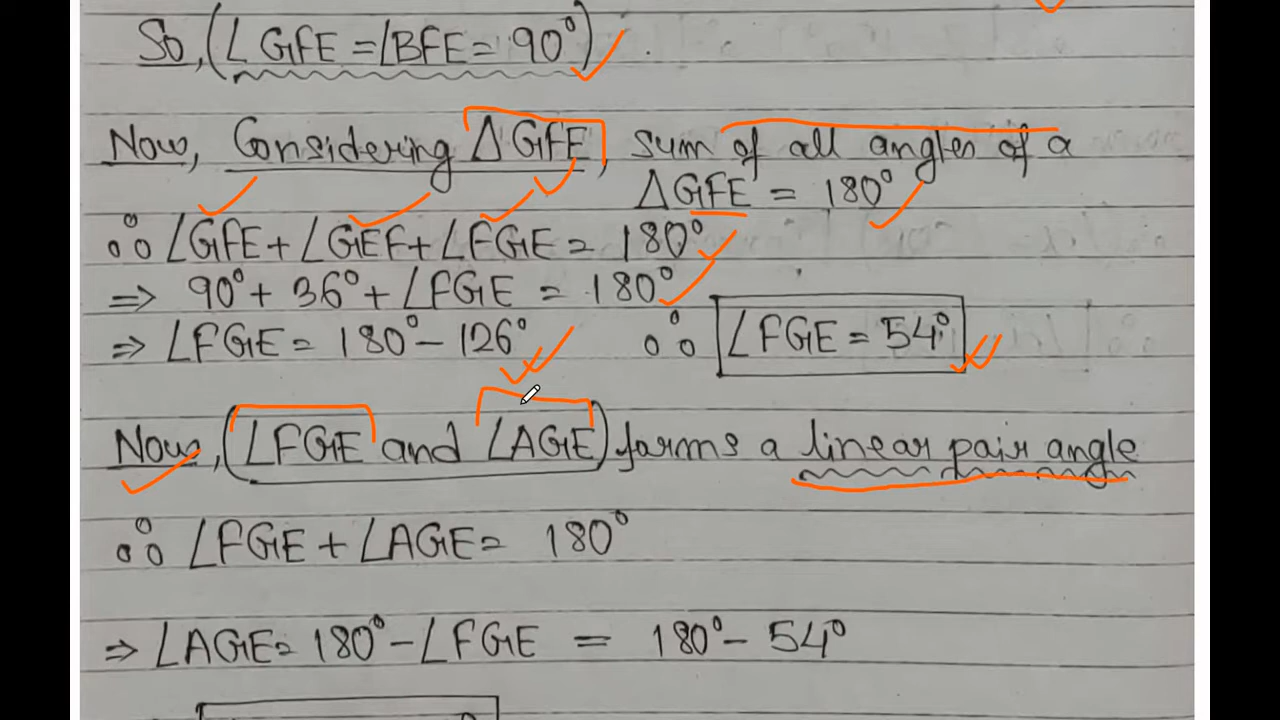 So, (∠GFE = ∠BFE = 90°)
Now, Considering ΔGFE, Sum of all angles of a
ΔGFE = 180°
∴ ∠GFE + ∠GEF + ∠FGE = 180°
⇒ 90° + 36° + ∠FGE = 180°
⇒ ∠FGE = 180° - 126° ∴ ∠FGE = 54°
Now, (∠FGE and ∠AGE) forms a linear pair angle
∴ ∠FGE + ∠AGE = 180°
⇒ ∠AGE = 180° - ∠FGE = 180° - 54°